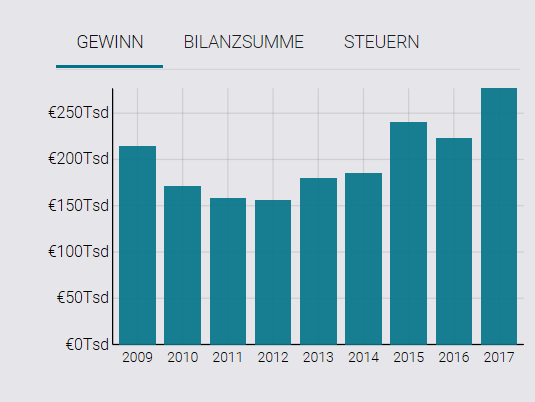 GEWINN BILANZSUMME STEUERN
€250Tsd
€200Tsd
€150Tsd
€100Tsd
€50Tsd
€0Tsd
2009 2010 2011 2012 2013 2014 2015 2016 2017